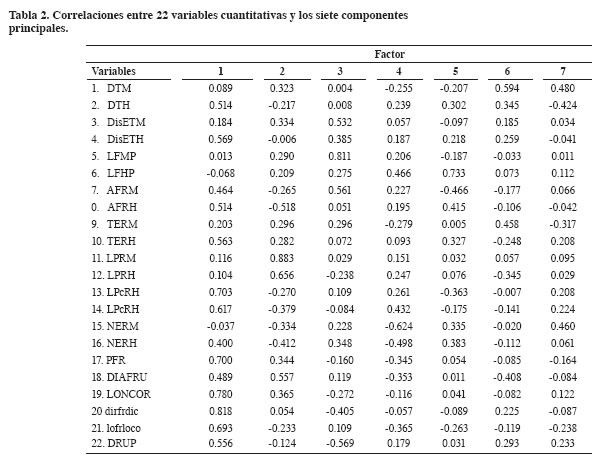 Tabla 2. Correlaciones entre 22 variables cuantitativas y los siete componentes
principales.
Factor
Variables 1 2 3 4 5 6 7
1. DTM 0.089 0.323 0.004 -0.255 -0.207 0.594 0.480
2. DTH 0.514 -0.217 0.008 0.239 0.302 0.345 -0.424
3. DisETM 0.184 0.334 0.532 0.057 -0.097 0.185 0.034
4. DisETH 0.569 -0.006 0.385 0.187 0.218 0.259 -0.041
5. LFMP 0.013 0.290 0.811 0.206 -0.187 -0.033 0.011
6. LFHP -0.068 0.209 0.275 0.466 0.733 0.073 0.112
7. AFRM 0.464 -0.265 0.561 0.227 -0.466 -0.177 0.066
0. AFRH 0.514 -0.518 0.051 0.195 0.415 -0.106 -0.042
9. TERM 0.203 0.296 0.296 -0.279 0.005 0.458 -0.317
10. TERH 0.563 0.282 0.072 0.093 0.327 -0.248 0.208
11. LPRM 0.116 0.883 0.029 0.151 0.032 0.057 0.095
12. LPRH 0.104 0.656 -0.238 0.247 0.076 -0.345 0.029
13. LPcRH 0.703 -0.270 0.109 0.261 -0.363 -0.007 0.208
14. LPcRH 0.617 -0.379 -0.084 0.432 -0.175 -0.141 0.224
15. NERM -0.037 -0.334 0.228 -0.624 0.335 -0.020 0.460
16. NERH 0.400 -0.412 0.348 -0.498 0.383 -0.112 0.061
17. PFR 0.700 0.344 -0.160 -0.345 0.054 -0.085 -0.164
18. DIAFRU 0.489 0.557 0.119 -0.353 0.011 -0.408 -0.084
19. LONCOR 0.780 0.365 -0.272 -0.116 0.041 -0.082 0.122
20 dirfrdic 0.818 0.054 -0.405 -0.057 -0.089 0.225 -0.087
21. lofrloco 0.693 -0.233 0.109 -0.365 -0.263 -0.119 -0.238
22. DRUP 0.556 -0.124 -0.569 0.179 0.031 0.293 0.233